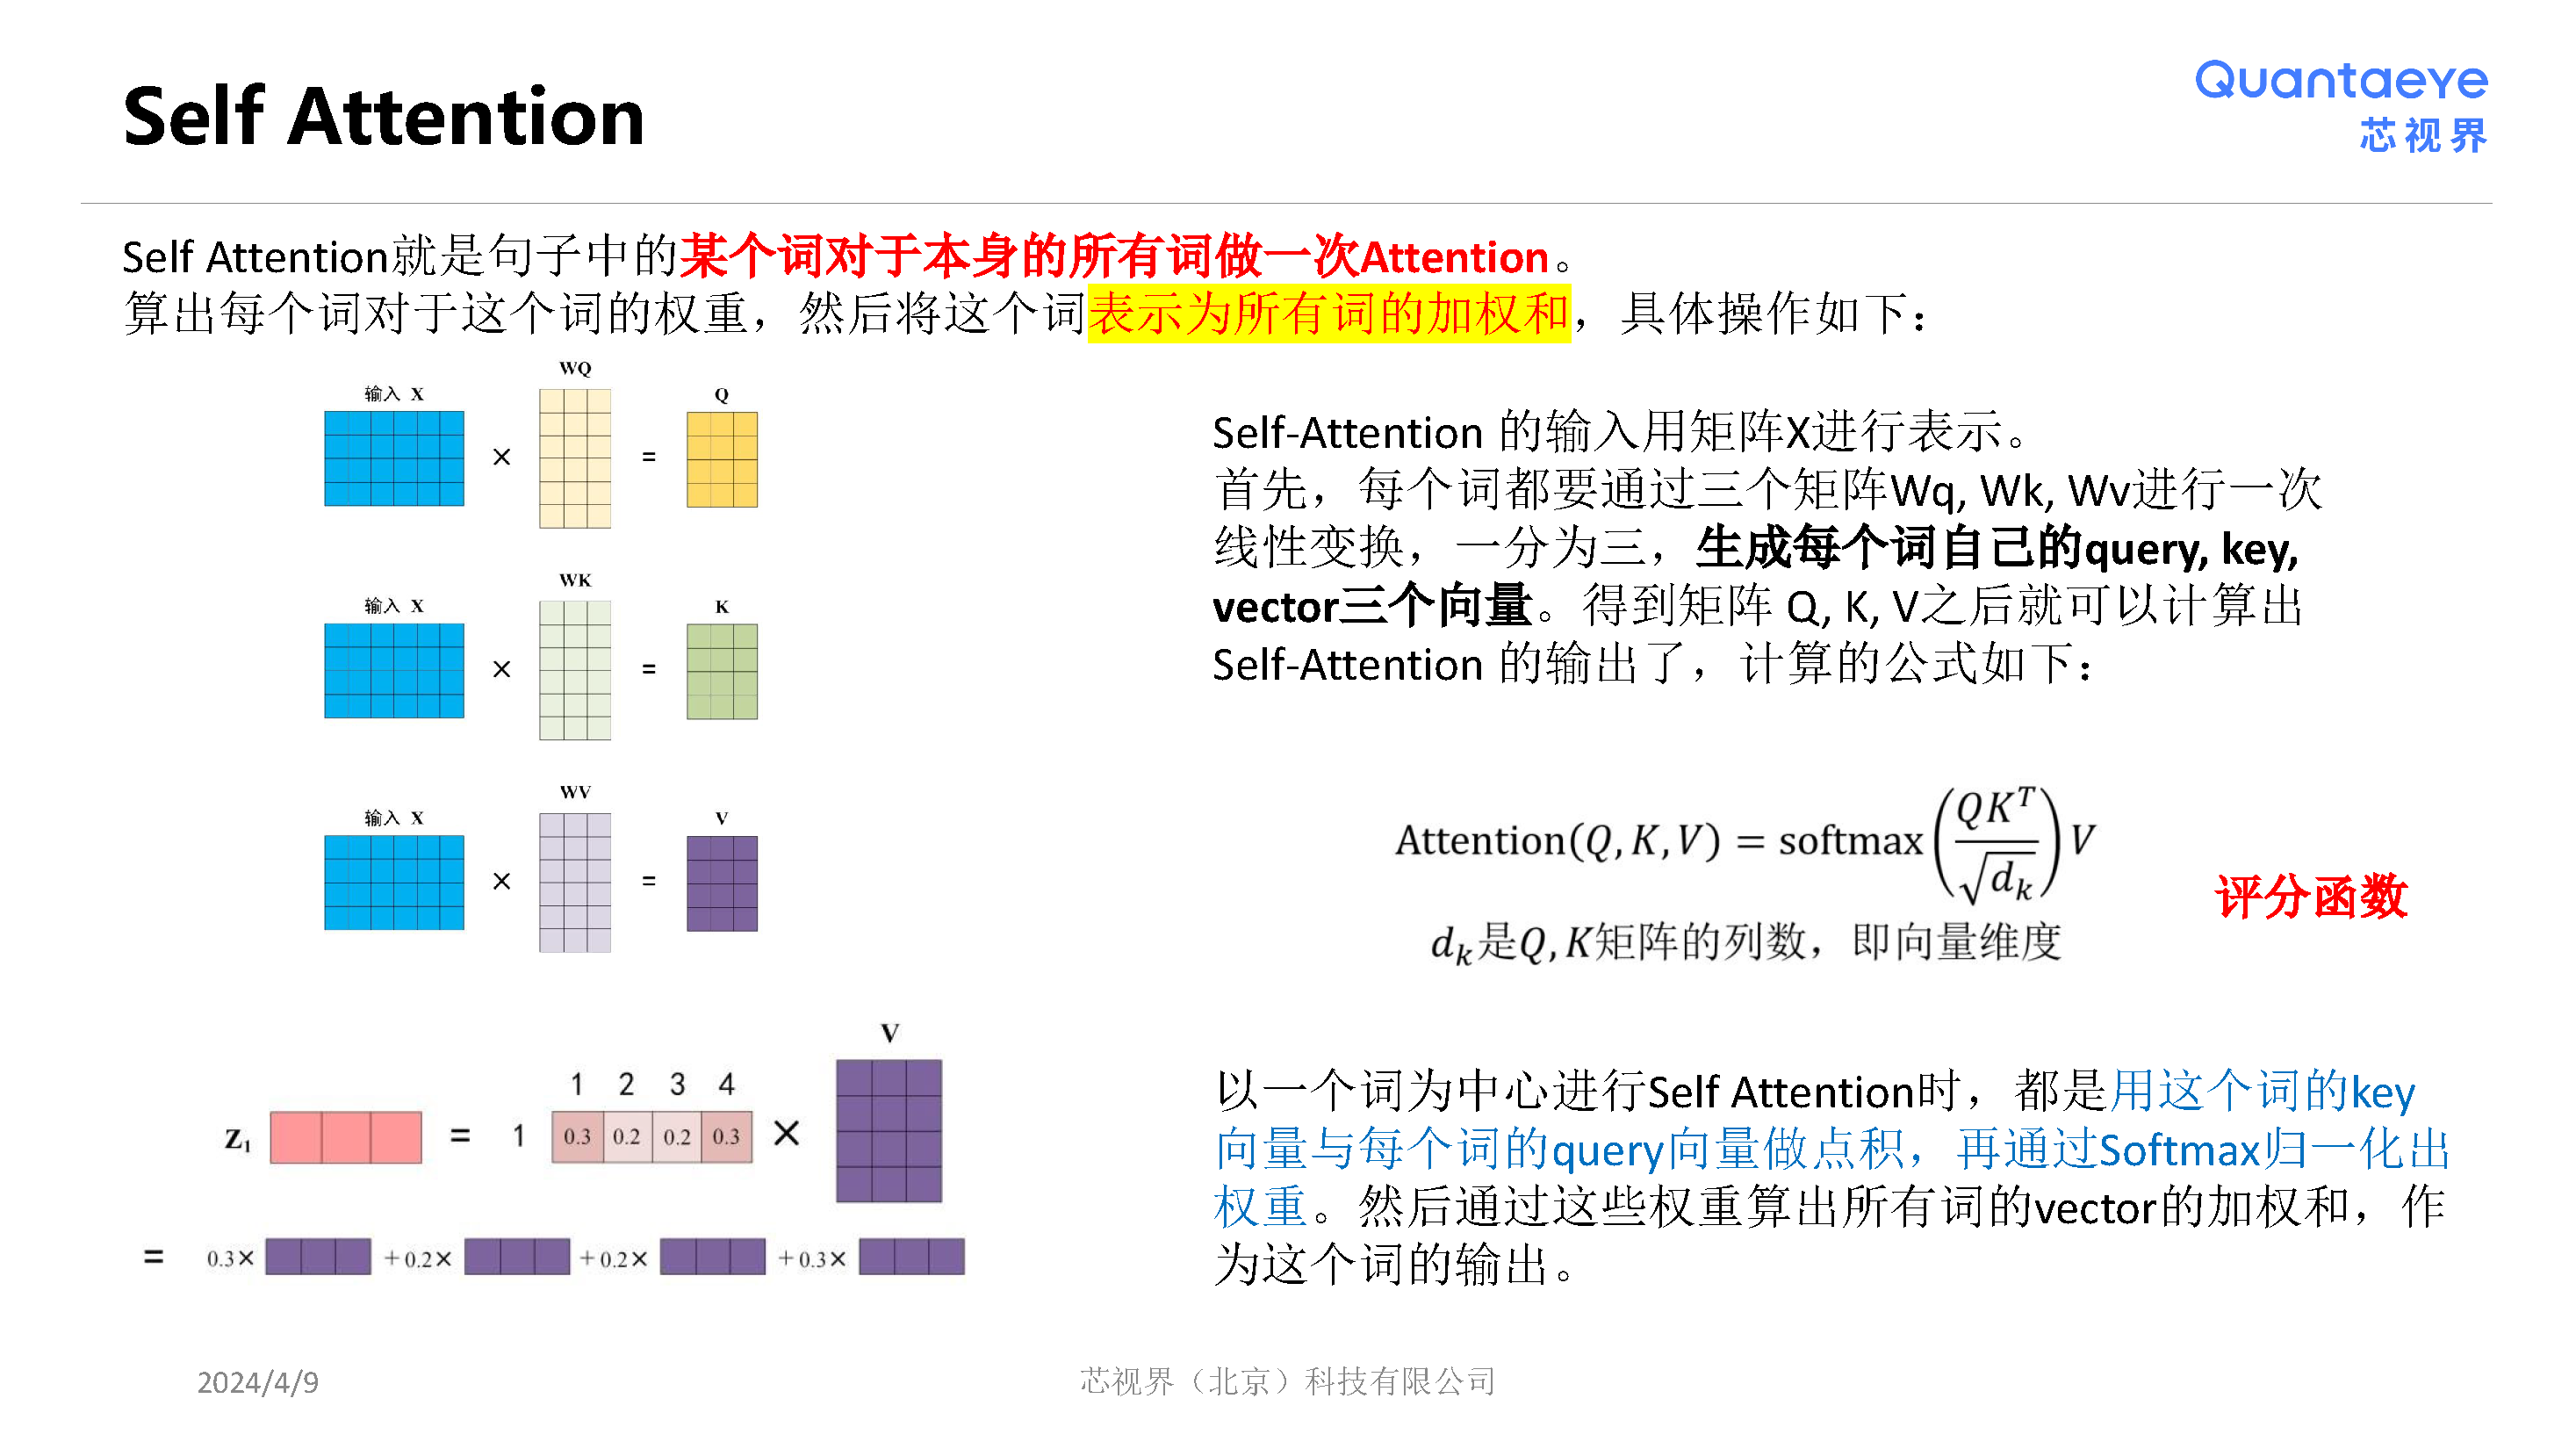 Self Attention
Quantaeye
芯视界
Self Attention就是句子中的某个词对于本身的所有词做一次Attention。
算出每个词对于这个词的权重，然后将这个词表示为所有词的加权和，具体操作如下：
WQ
输入 X
Q
×
=
WK
输入 X
K
×
=
WV
输入 X
V
×
=
Self-Attention 的输入用矩阵X进行表示。
首先，每个词都要通过三个矩阵Wq, Wk, Wv进行一次
线性变换，一分为三，生成每个词自己的query, key,
vector三个向量。得到矩阵 Q, K, V之后就可以计算出
Self-Attention 的输出了，计算的公式如下：
Attention(Q, K, V) = softmax(QK^T/√d_k)V
评分函数
d_k是Q, K矩阵的列数，即向量维度
V
1 2 3 4
Z₁ = 1 0.3 0.2 0.2 0.3 ×
= 0.3× +0.2× +0.2× +0.3×
以一个词为中心进行Self Attention时，都是用这个词的key
向量与每个词的query向量做点积，再通过Softmax归一化出
权重。然后通过这些权重算出所有词的vector的加权和，作
为这个词的输出。
2024/4/9
芯视界（北京）科技有限公司